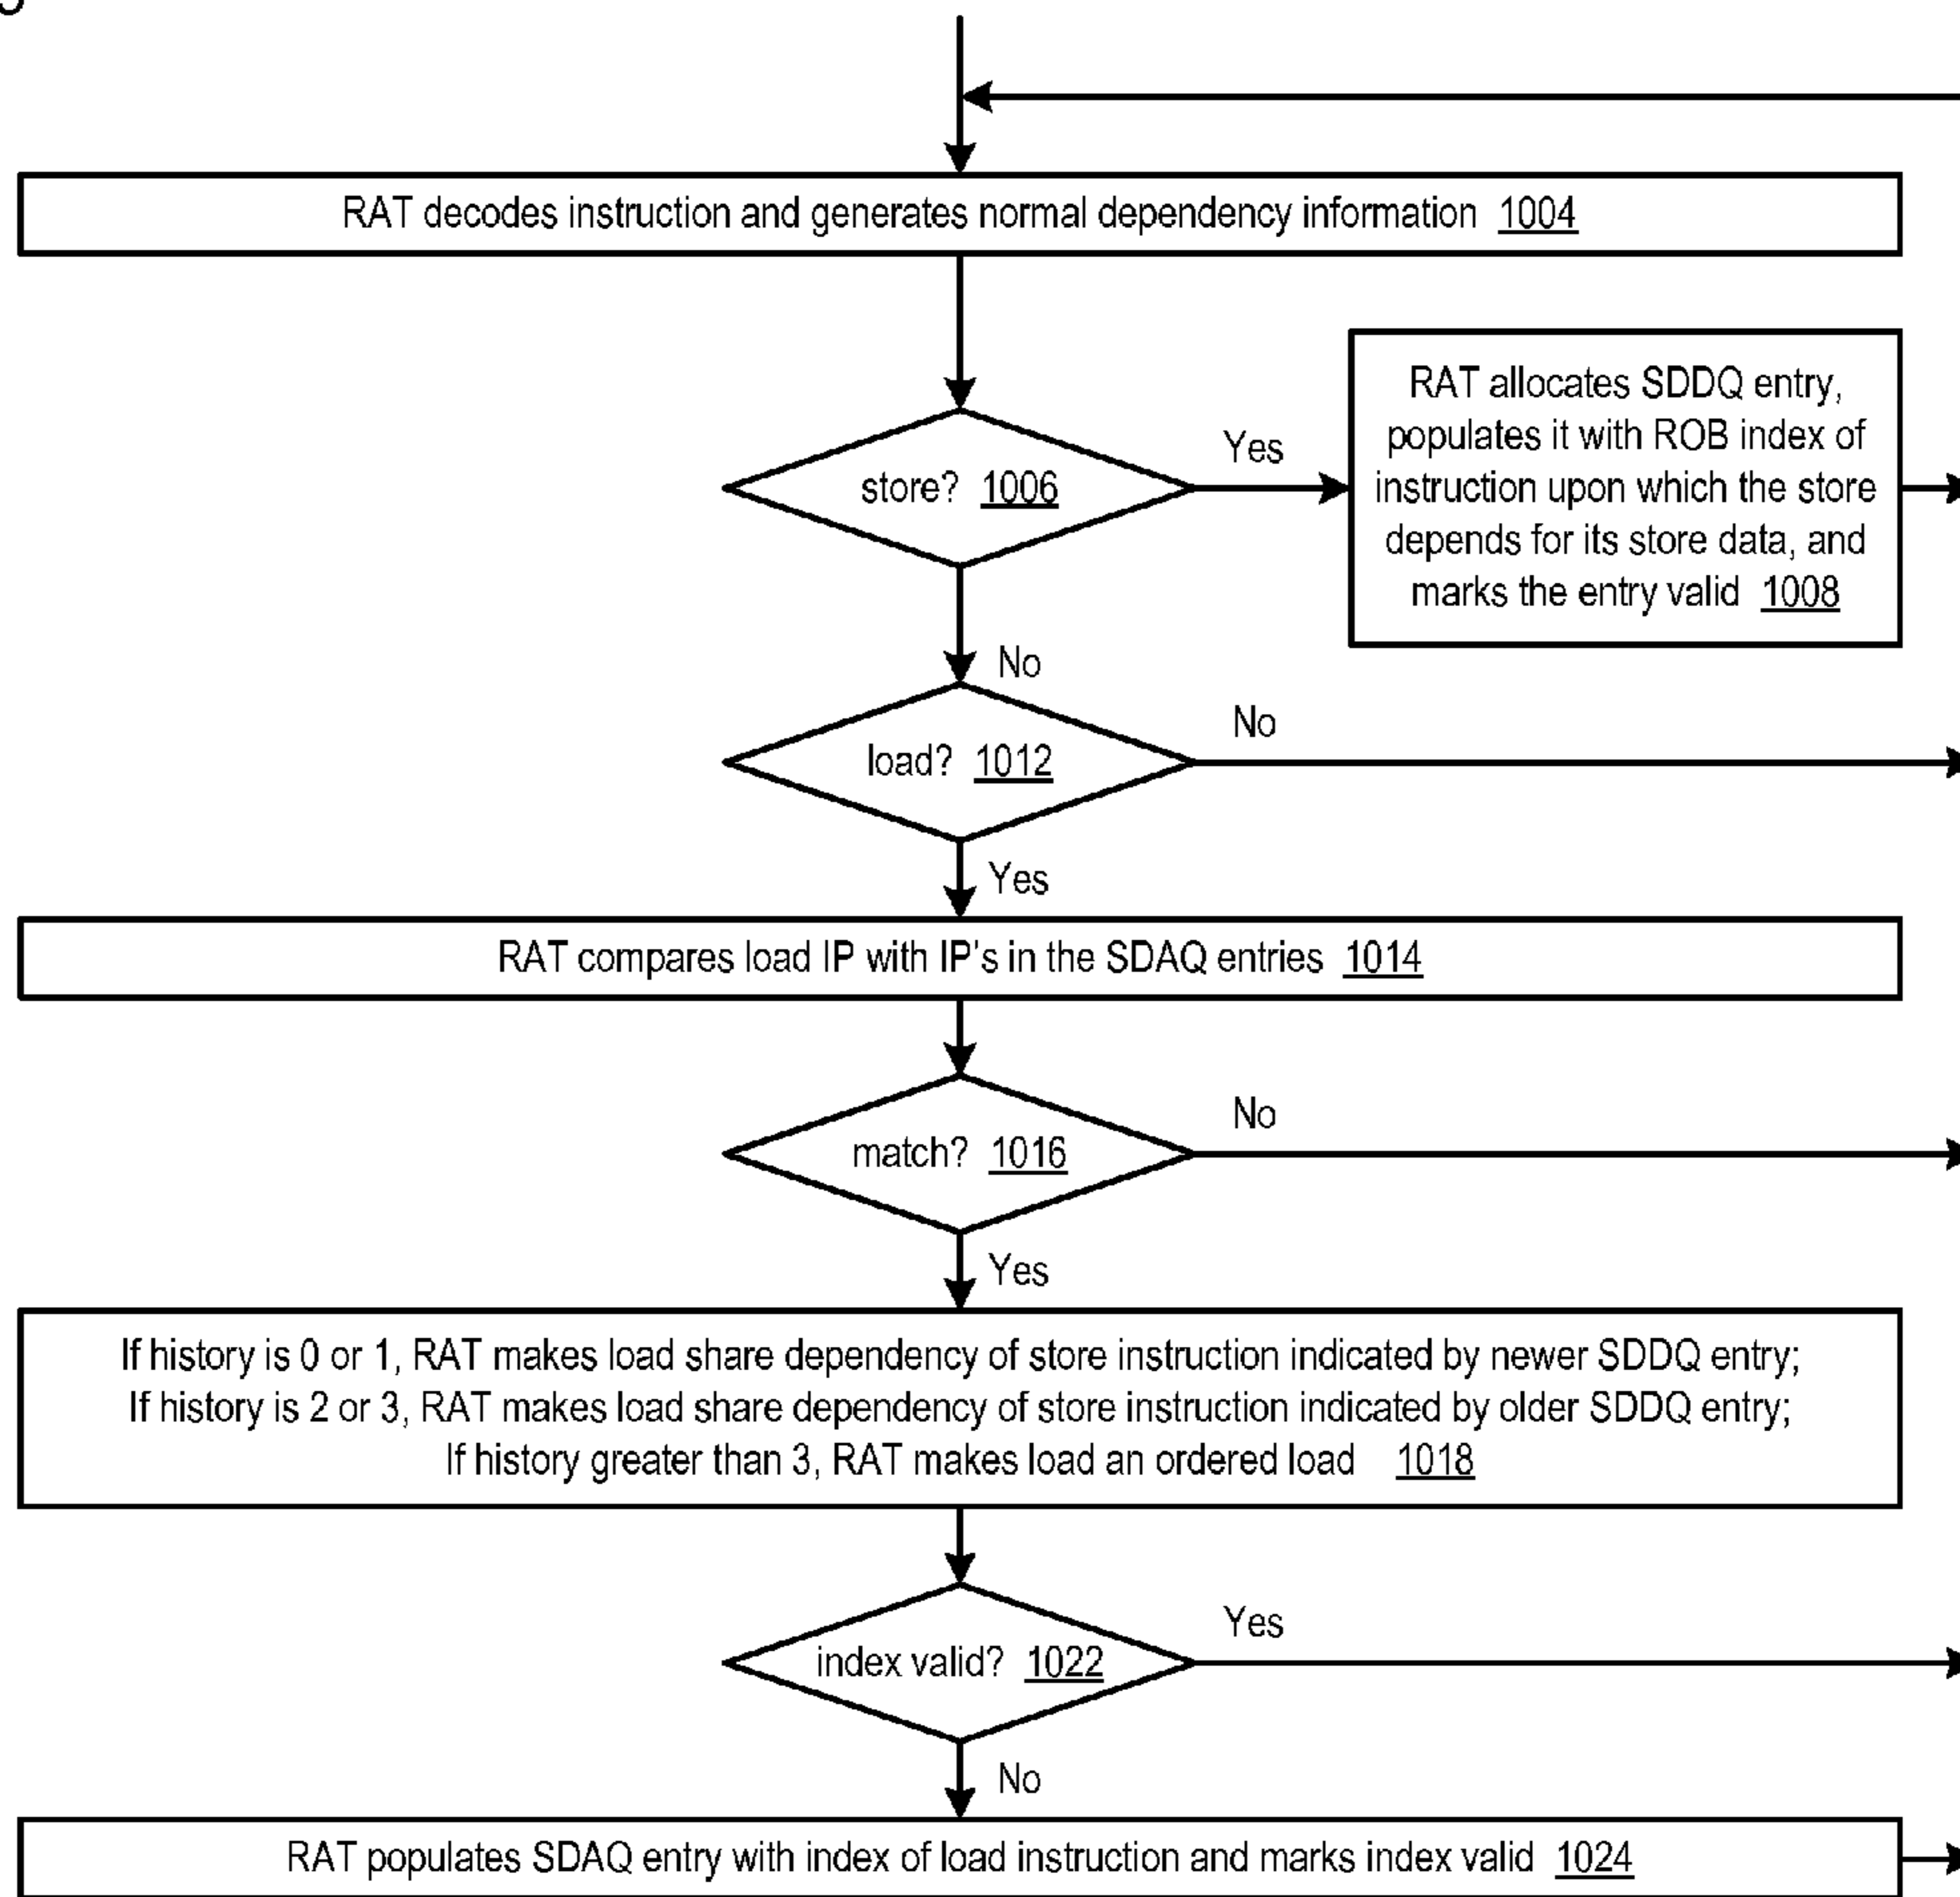 RAT decodes instruction and generates normal dependency information 1004
store? 1006
Yes
RAT allocates SDDQ entry,
populates it with ROB index of
instruction upon which the store
depends for its store data, and
marks the entry valid 1008
No
load? 1012
No
Yes
RAT compares load IP with IP's in the SDAQ entries 1014
match? 1016
No
Yes
If history is 0 or 1, RAT makes load share dependency of store instruction indicated by newer SDDQ entry;
If history is 2 or 3, RAT makes load share dependency of store instruction indicated by older SDDQ entry;
If history greater than 3, RAT makes load an ordered load 1018
index valid? 1022
Yes
No
RAT populates SDAQ entry with index of load instruction and marks index valid 1024